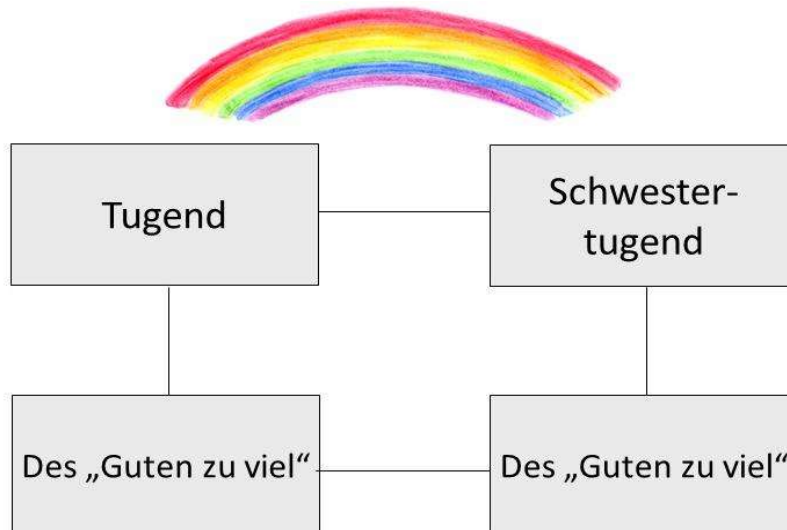 Tugend
Schwester-
tugend
Des „Guten zu viel“
Des „Guten zu viel“